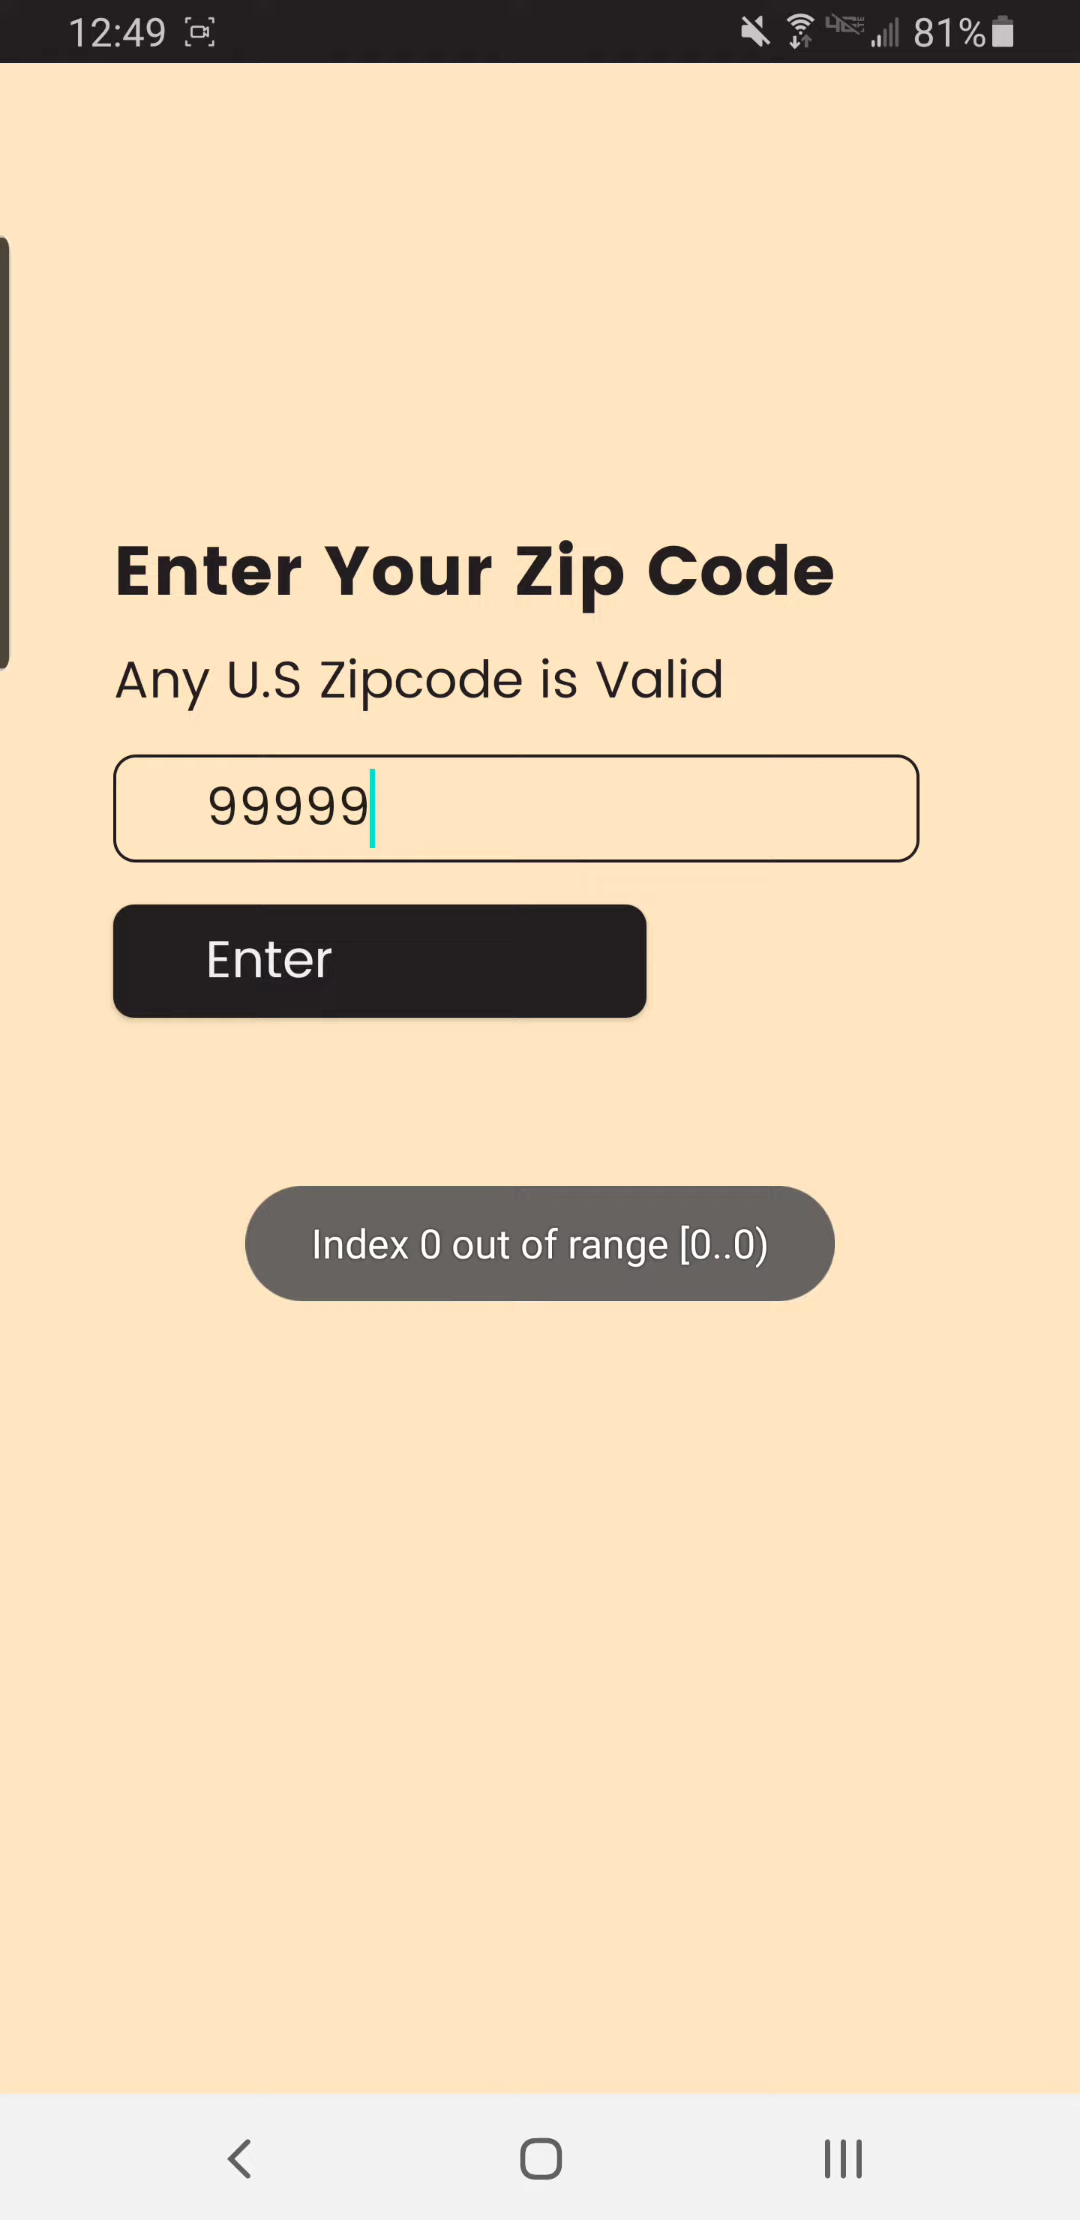 12:49 81%
Enter Your Zip Code
Any U.S Zipcode is Valid
99999
Enter
Index 0 out of range [0..0)